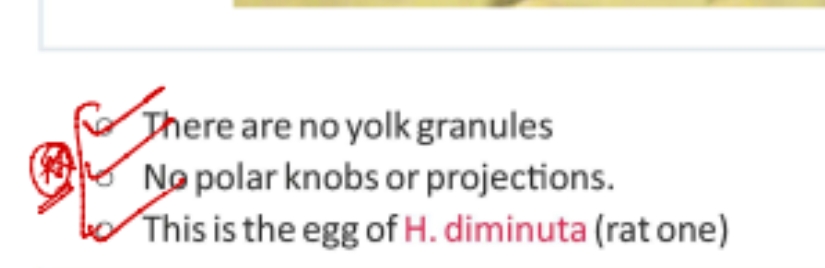 There are no yolk granules
No polar knobs or projections.
This is the egg of H. diminuta (rat one)